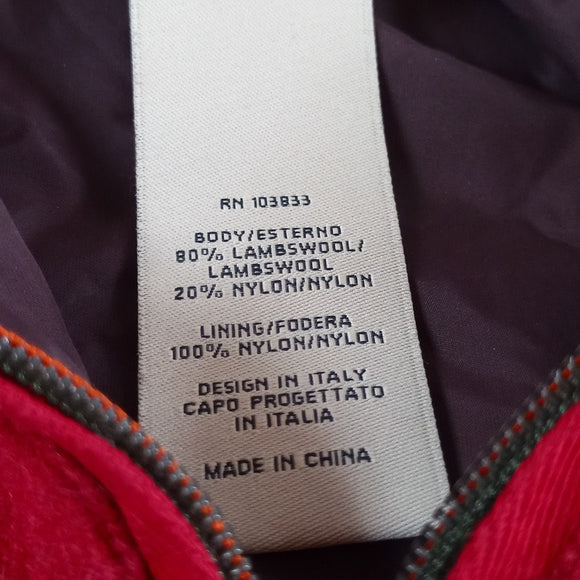 RN 103833
BODY/ESTERNO
80% LAMBSWOOL/
LAMBSWOOL
20% NYLON/NYLON
LINING/FODERA
100% NYLON/NYLON
DESIGN IN ITALY
CAPO PROGETTATO
IN ITALIA
MADE IN CHINA